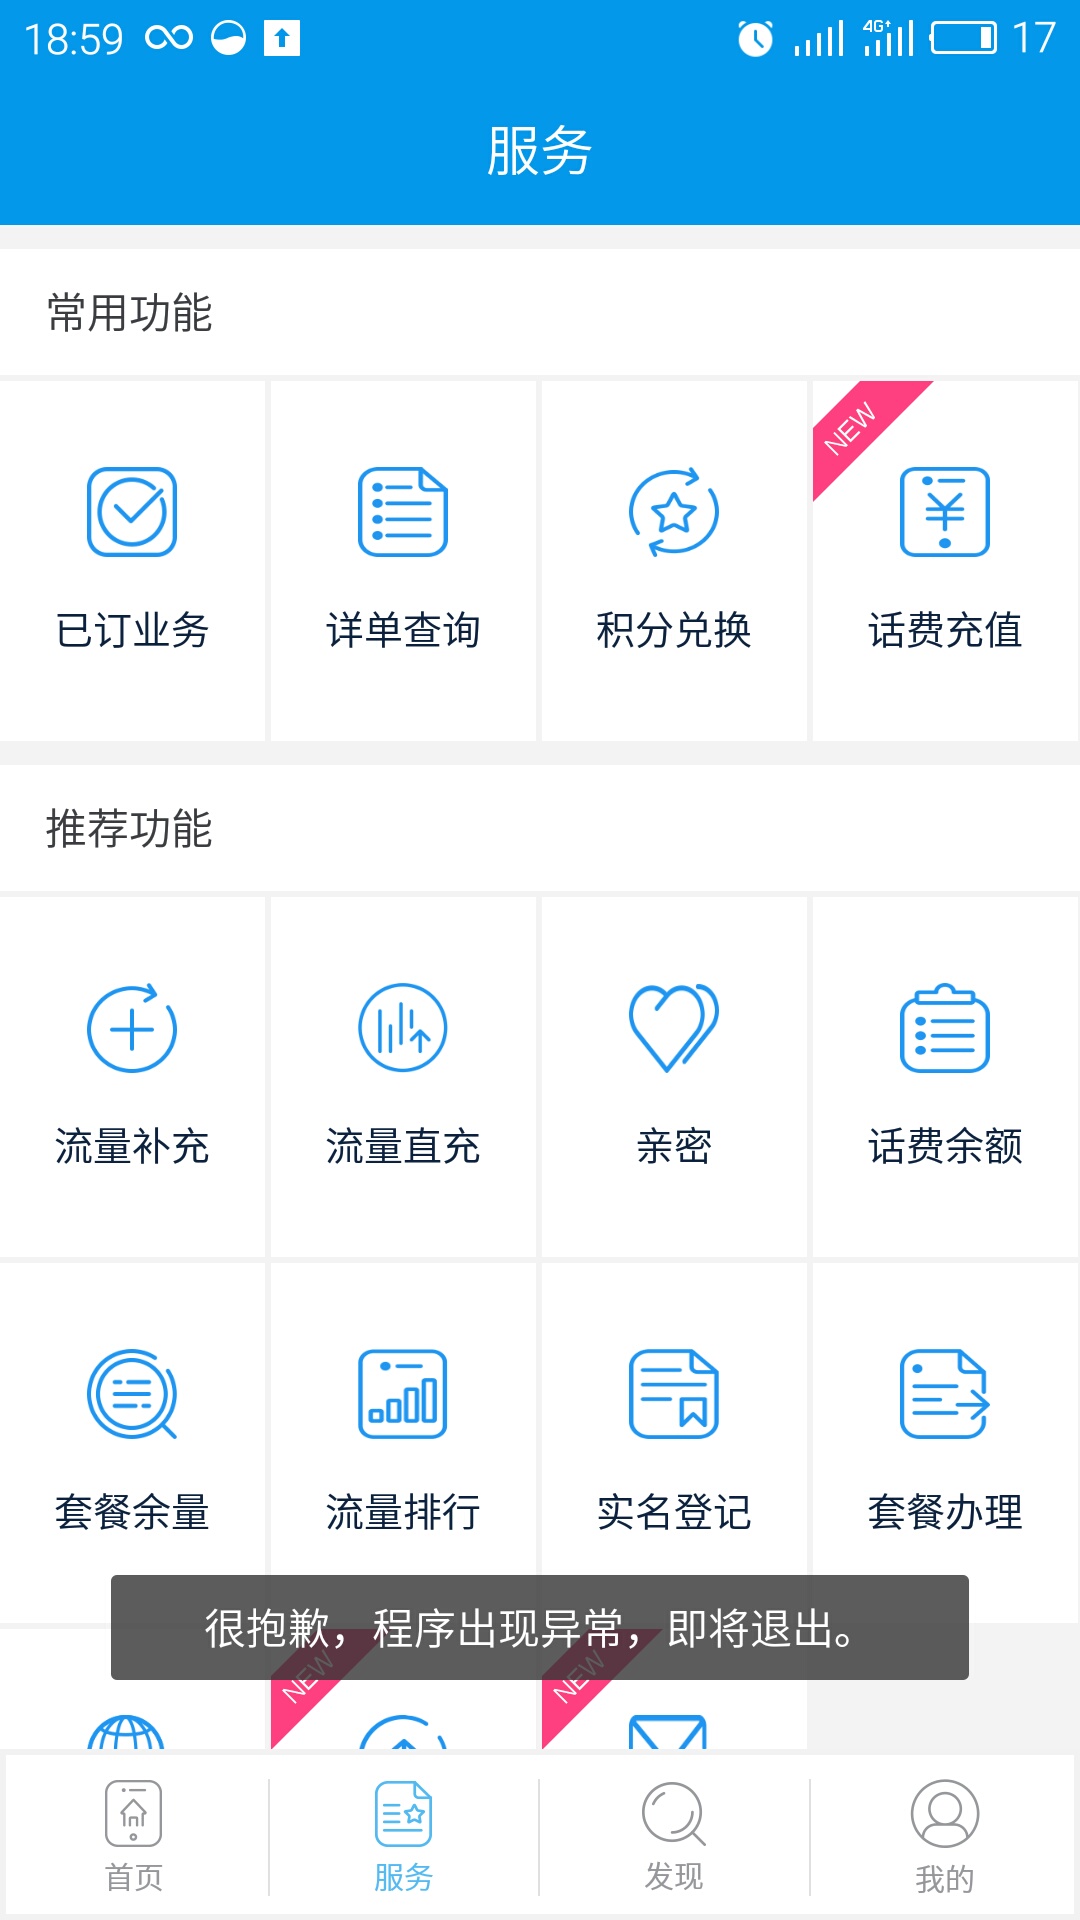 18:59 4G 17
服务
常用功能
NEW
已订业务 详单查询 积分兑换 话费充值
推荐功能
流量补充 流量直充 亲密 话费余额
套餐余量 流量排行 实名登记 套餐办理
很抱歉，程序出现异常，即将退出。
NEW NEW
首页 服务 发现 我的